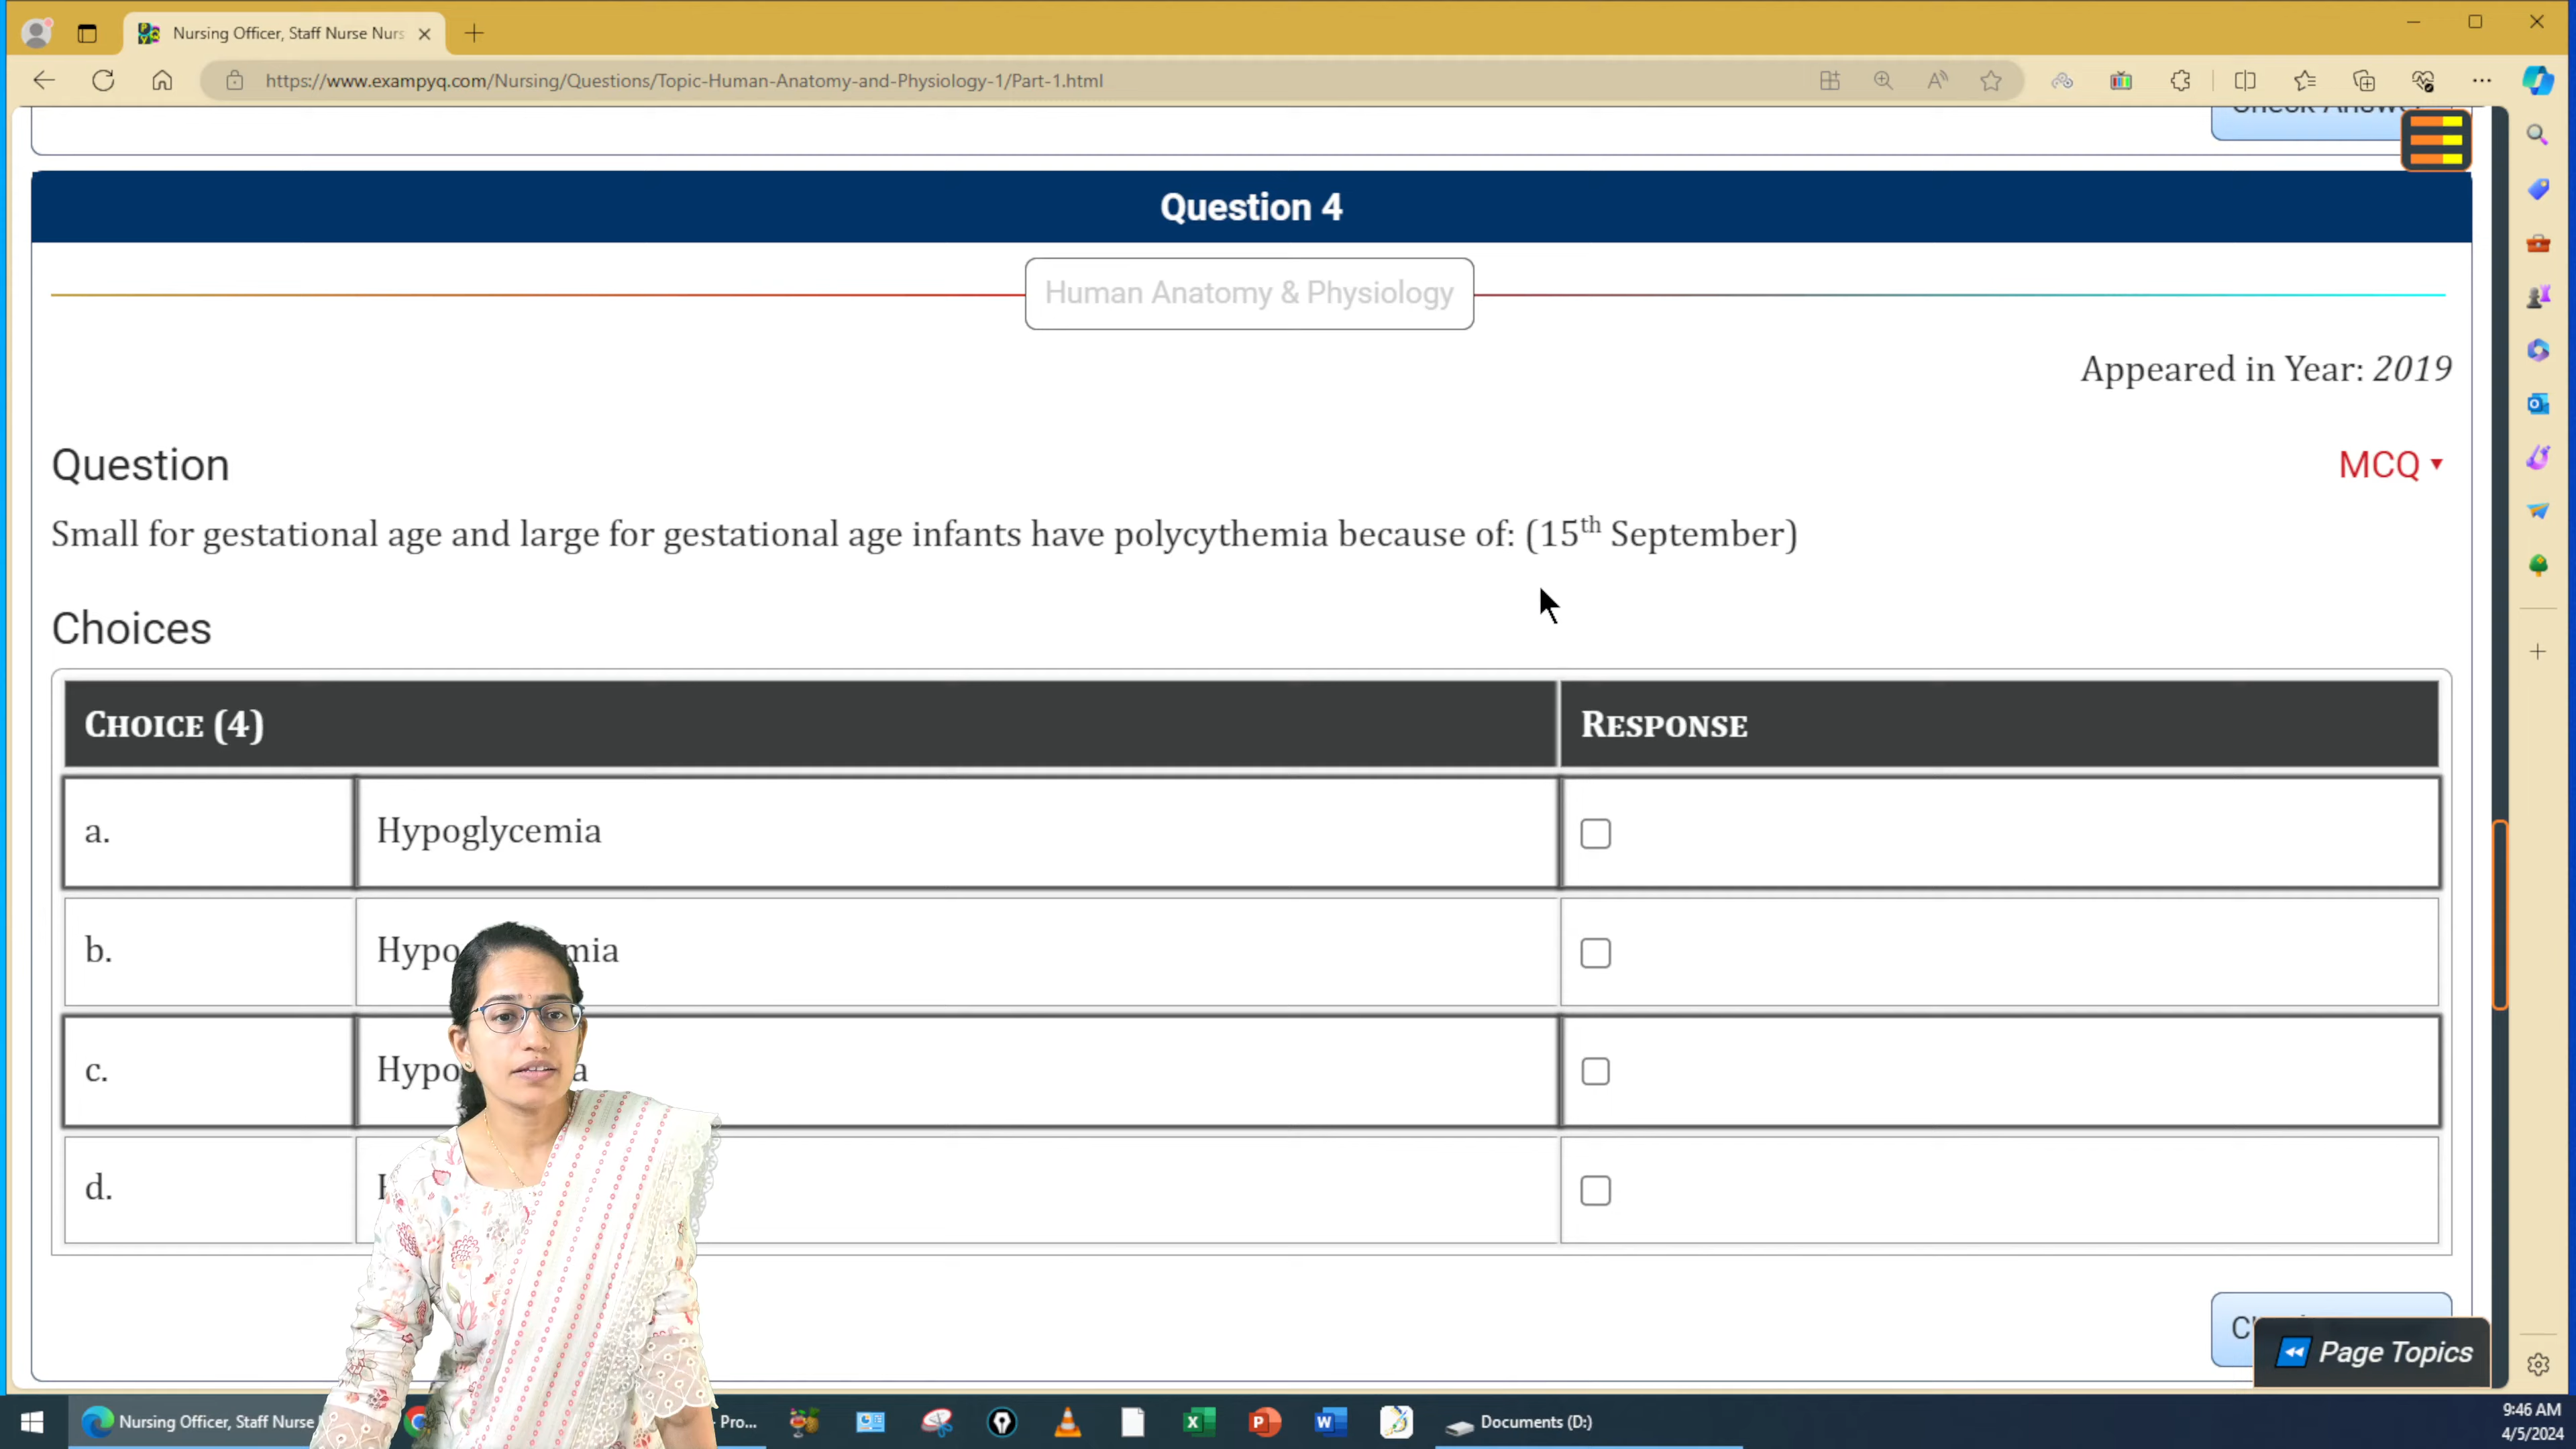 Nursing Officer, Staff Nurse Nurs
https://www.exampyq.com/Nursing/Questions/Topic-Human-Anatomy-and-Physiology-1/Part-1.html
Question 4
Human Anatomy & Physiology
Appeared in Year: 2019
Question
MCQ
Small for gestational age and large for gestational age infants have polycythemia because of: (15th September)
Choices
CHOICE (4) RESPONSE
a. Hypoglycemia
b.
c.
d.
Page Topics
Nursing Officer, Staff Nurse
Pro...
Documents (D:)
9:46 AM
4/5/2024